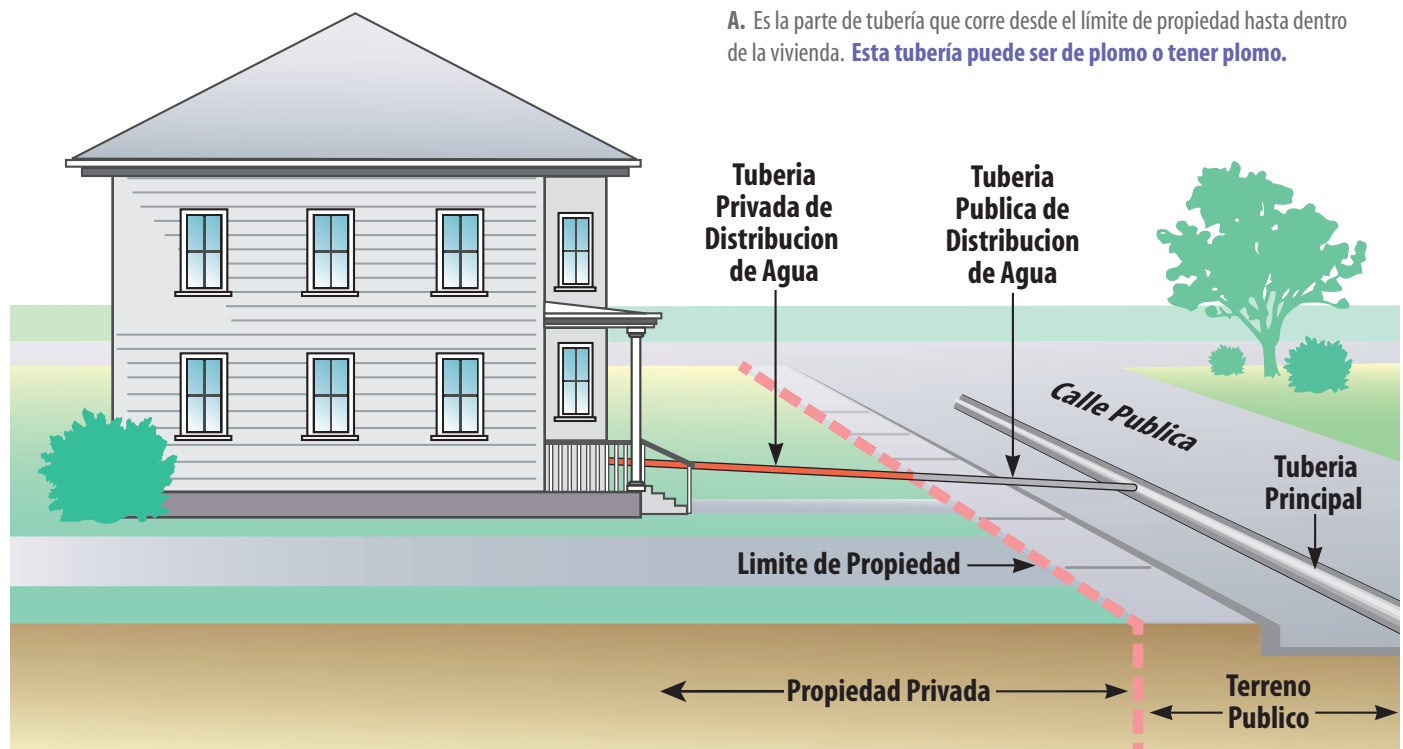 A. Es la parte de tubería que corre desde el límite de propiedad hasta dentro
de la vivienda. Esta tubería puede ser de plomo o tener plomo.
Tuberia
Privada de
Distribucion
de Agua
Tuberia
Publica de
Distribucion
de Agua
Calle Publica
Tuberia
Principal
Limite de Propiedad
Propiedad Privada
Terreno
Publico